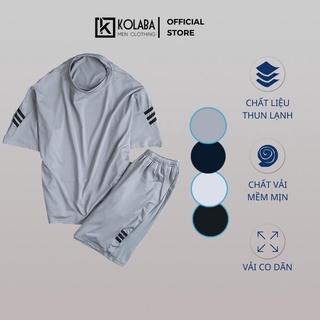 KOLABA
MEN CLOTHING
OFFICIAL
STORE
CHẤT LIỆU
THUN LẠNH
CHẤT VẢI
MỀM MỊN
VẢI CO DÃN